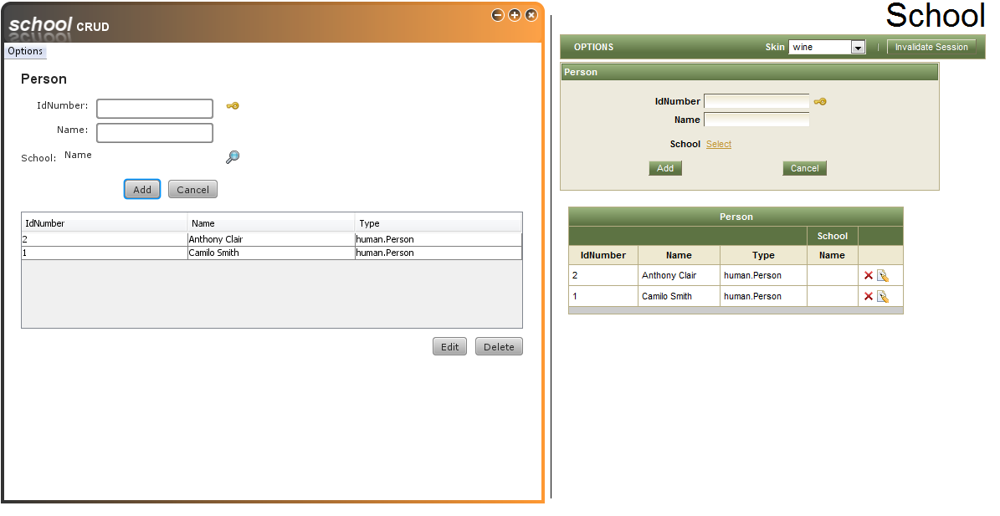 school CRUD
Options
Person
IdNumber:
Name:
School: Name
Add Cancel
IdNumber Name Type
2 Anthony Clair human.Person
1 Camilo Smith human.Person
Edit Delete
School
OPTIONS Skin wine Invalidate Session
Person
IdNumber
Name
School Select
Add Cancel
Person
School
IdNumber Name Type Name
2 Anthony Clair human.Person
1 Camilo Smith human.Person